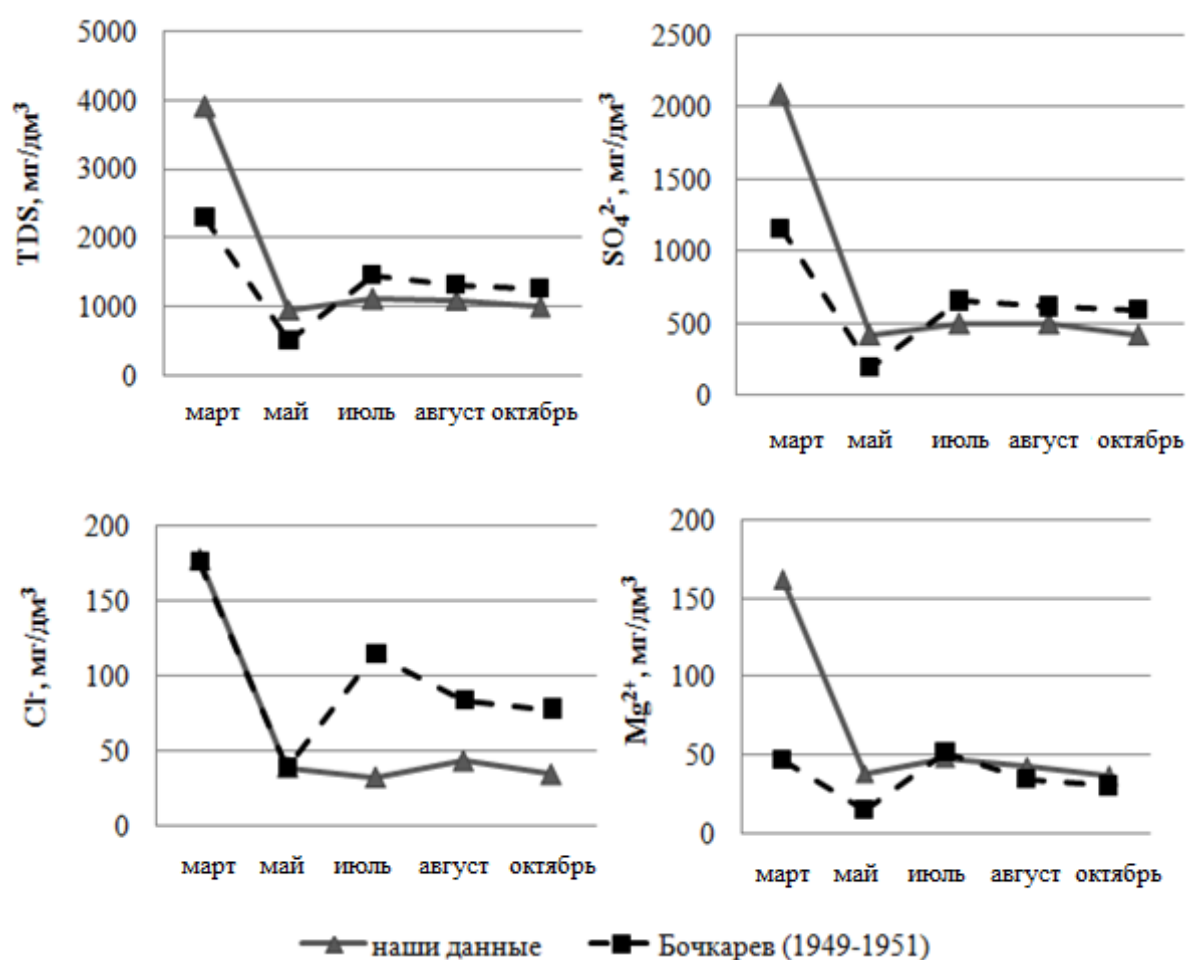 TDS, мг/дм³
5000
4000
3000
2000
1000
0
март май июль август октябрь
SO₄²⁻, мг/дм³
2500
2000
1500
1000
500
0
март май июль август октябрь
Cl⁻, мг/дм³
200
150
100
50
0
март май июль август октябрь
Mg²⁺, мг/дм³
200
150
100
50
0
март май июль август октябрь
наши данные Бочкарев (1949-1951)